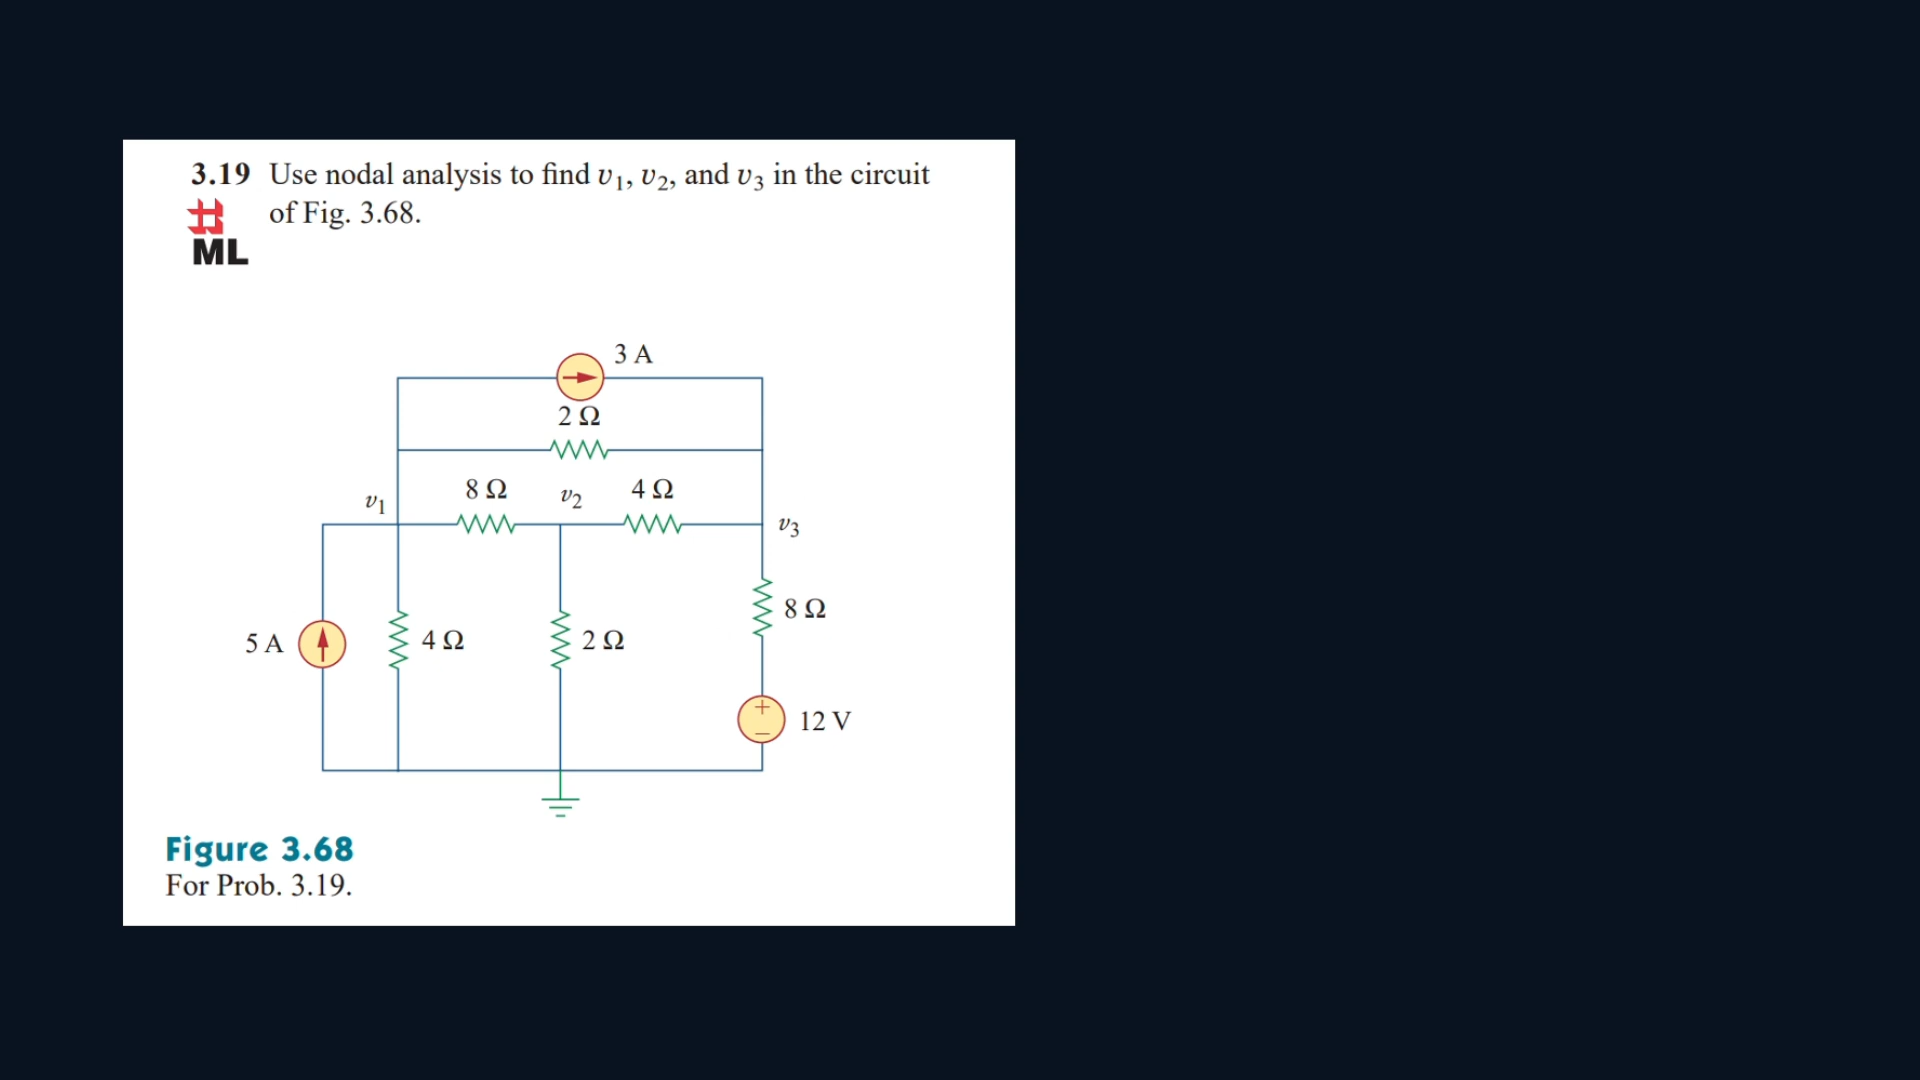 3.19 Use nodal analysis to find v₁, v₂, and v₃ in the circuit
of Fig. 3.68.
ML
3 A
2 Ω
8 Ω
v₂
4 Ω
v₁
v₃
8 Ω
5 A
4 Ω
2 Ω
+
−
12 V
Figure 3.68
For Prob. 3.19.